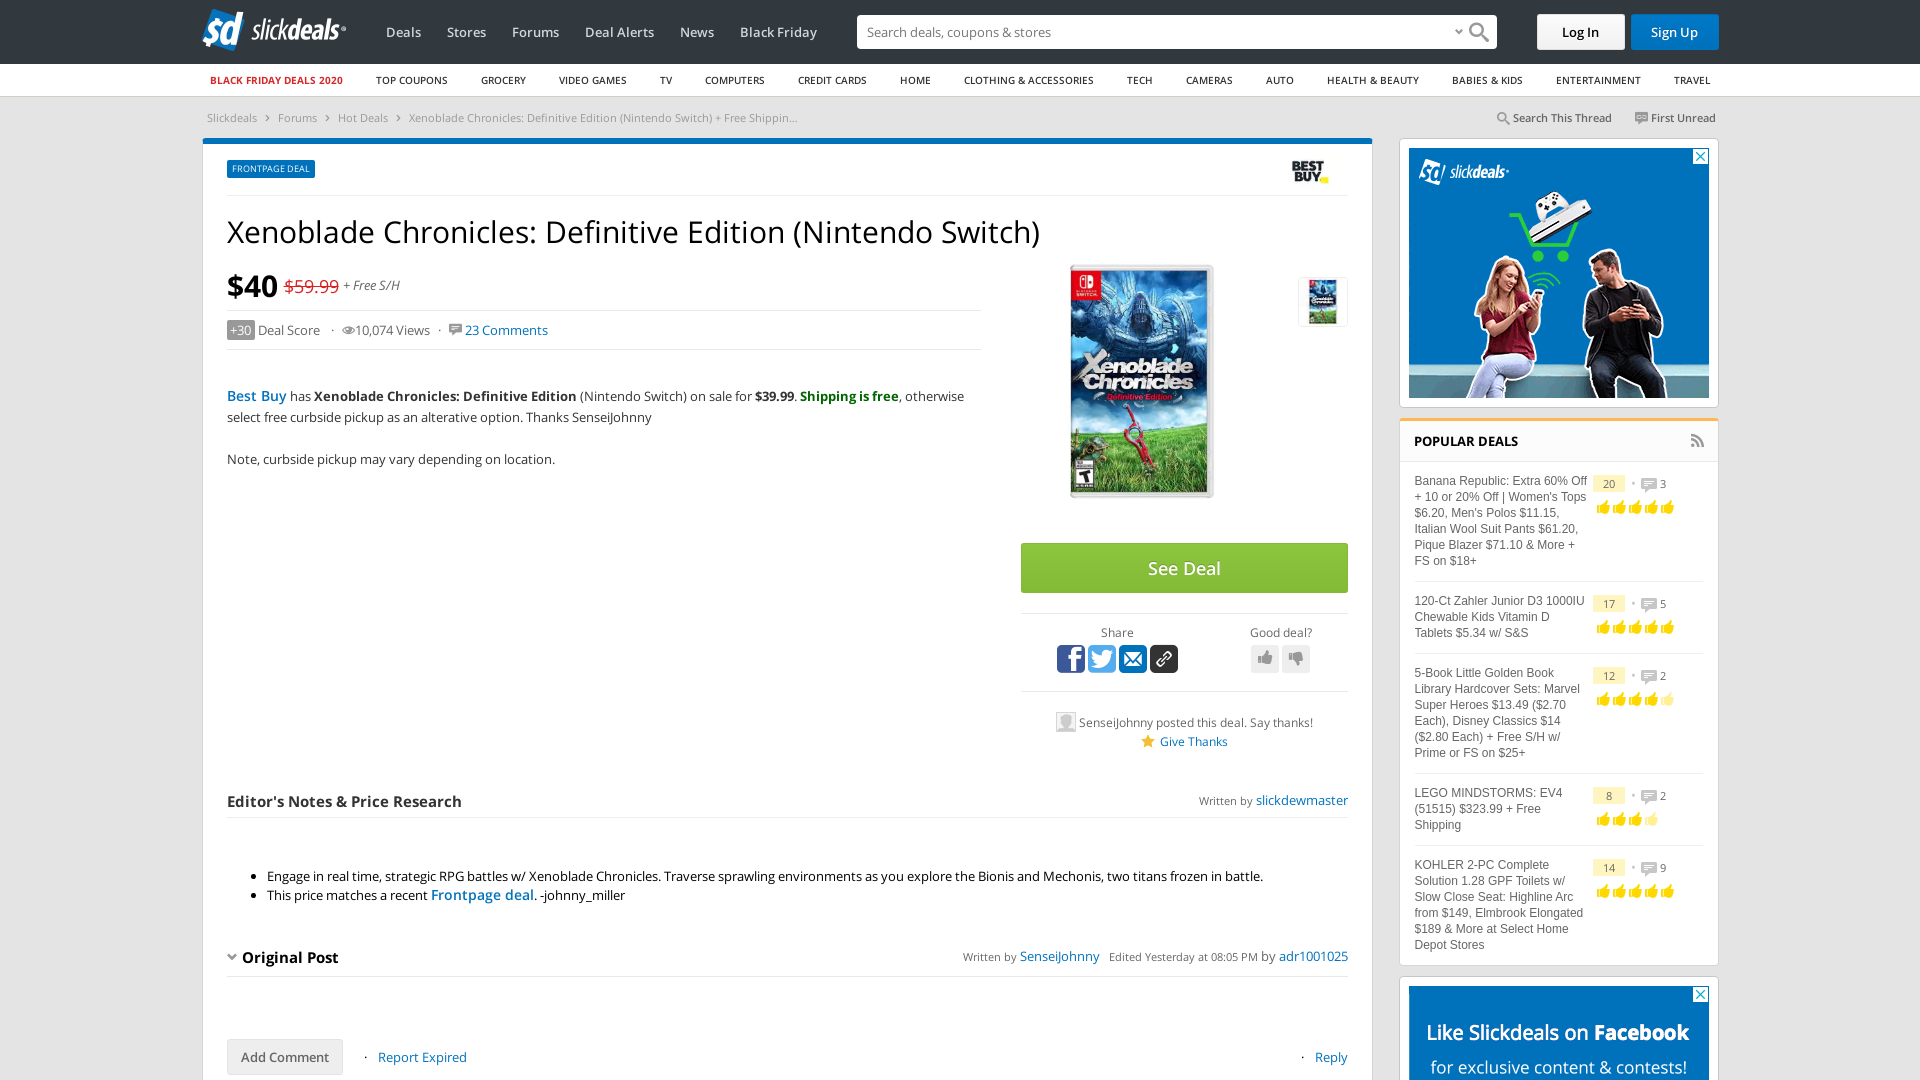 slickdeals
Deals
Stores
Forums
Deal Alerts
News
Black Friday
Search deals, coupons & stores
Log In
Sign Up
BLACK FRIDAY DEALS 2020
TOP COUPONS
GROCERY
VIDEO GAMES
TV
COMPUTERS
CREDIT CARDS
HOME
CLOTHING & ACCESSORIES
TECH
CAMERAS
AUTO
HEALTH & BEAUTY
BABIES & KIDS
ENTERTAINMENT
TRAVEL
Slickdeals › Forums › Hot Deals › Xenoblade Chronicles: Definitive Edition (Nintendo Switch) + Free Shippin...
Search This Thread
First Unread
FRONTPAGE DEAL
BEST
BUY
Xenoblade Chronicles: Definitive Edition (Nintendo Switch)
$40 $59.99 + Free S/H
+30 Deal Score · 10,074 Views · 23 Comments
Best Buy has Xenoblade Chronicles: Definitive Edition (Nintendo Switch) on sale for $39.99. Shipping is free, otherwise
select free curbside pickup as an alterative option. Thanks SenseiJohnny
Note, curbside pickup may vary depending on location.
Xenoblade
Chronicles
Definitive Edition
See Deal
Share
Good deal?
SenseiJohnny posted this deal. Say thanks!
Give Thanks
Editor's Notes & Price Research
Written by slickdewmaster
• Engage in real time, strategic RPG battles w/ Xenoblade Chronicles. Traverse sprawling environments as you explore the Bionis and Mechonis, two titans frozen in battle.
• This price matches a recent Frontpage deal. -johnny_miller
Original Post
Written by SenseiJohnny Edited Yesterday at 08:05 PM by adr1001025
Add Comment · Report Expired
· Reply
slickdeals
POPULAR DEALS
Banana Republic: Extra 60% Off
+ 10 or 20% Off | Women's Tops
$6.20, Men's Polos $11.15,
Italian Wool Suit Pants $61.20,
Pique Blazer $71.10 & More +
FS on $18+
20 • 3
120-Ct Zahler Junior D3 1000IU
Chewable Kids Vitamin D
Tablets $5.34 w/ S&S
17 • 5
5-Book Little Golden Book
Library Hardcover Sets: Marvel
Super Heroes $13.49 ($2.70
Each), Disney Classics $14
($2.80 Each) + Free S/H w/
Prime or FS on $25+
12 • 2
LEGO MINDSTORMS: EV4
(51515) $323.99 + Free
Shipping
8 • 2
KOHLER 2-PC Complete
Solution 1.28 GPF Toilets w/
Slow Close Seat: Highline Arc
from $149, Elmbrook Elongated
$189 & More at Select Home
Depot Stores
14 • 9
Like Slickdeals on Facebook
for exclusive content & contests!